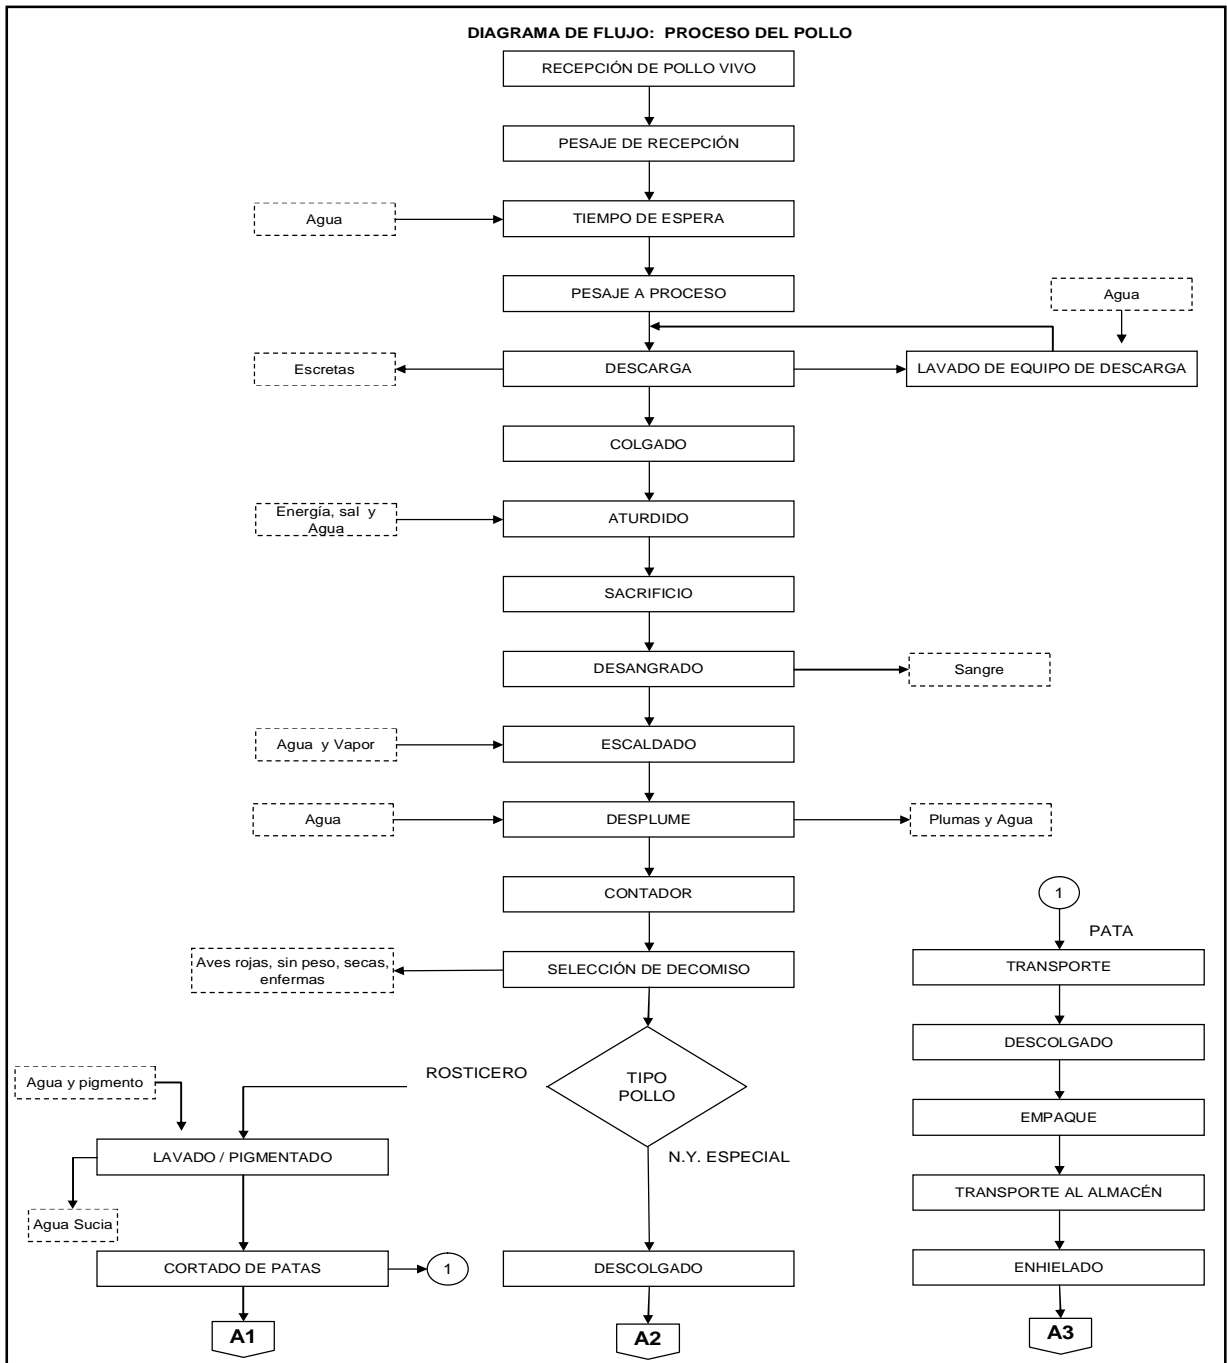 DIAGRAMA DE FLUJO: PROCESO DEL POLLO
RECEPCIÓN DE POLLO VIVO
PESAJE DE RECEPCIÓN
Agua
TIEMPO DE ESPERA
PESAJE A PROCESO
Agua
Escretas
DESCARGA
LAVADO DE EQUIPO DE DESCARGA
COLGADO
Energía, sal y
Agua
ATURDIDO
SACRIFICIO
DESANGRADO
Sangre
Agua y Vapor
ESCALDADO
Agua
DESPLUME
Plumas y Agua
CONTADOR
Aves rojas, sin peso, secas,
enfermas
SELECCIÓN DE DECOMISO
TIPO
POLLO
ROSTICERO
Agua y pigmento
LAVADO / PIGMENTADO
Agua Sucia
CORTADO DE PATAS
1
A1
N.Y. ESPECIAL
DESCOLGADO
A2
1
PATA
TRANSPORTE
DESCOLGADO
EMPAQUE
TRANSPORTE AL ALMACÉN
ENHIELADO
A3